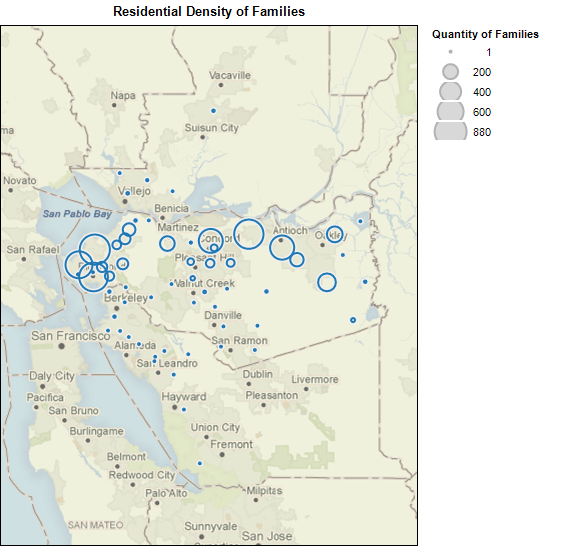 Residential Density of Families
Quantity of Families
1
200
400
600
880
Vacaville
Napa
Suisun City
ma
Novato
Vallejo
Benicia
San Pablo Bay
Martinez
Antioch
Concord
Oakley
San Rafael
Pleasant Hill
Walnut Creek
Berkeley
Danville
San Francisco
Alameda
San Ramon
San Leandro
Daly City
Dublin
Livermore
Pacifica
Hayward
Pleasanton
San Bruno
Burlingame
Union City
Fremont
Belmont
Redwood City
Palo Alto
Milpitas
SAN MATEO
Sunnyvale
San Jose